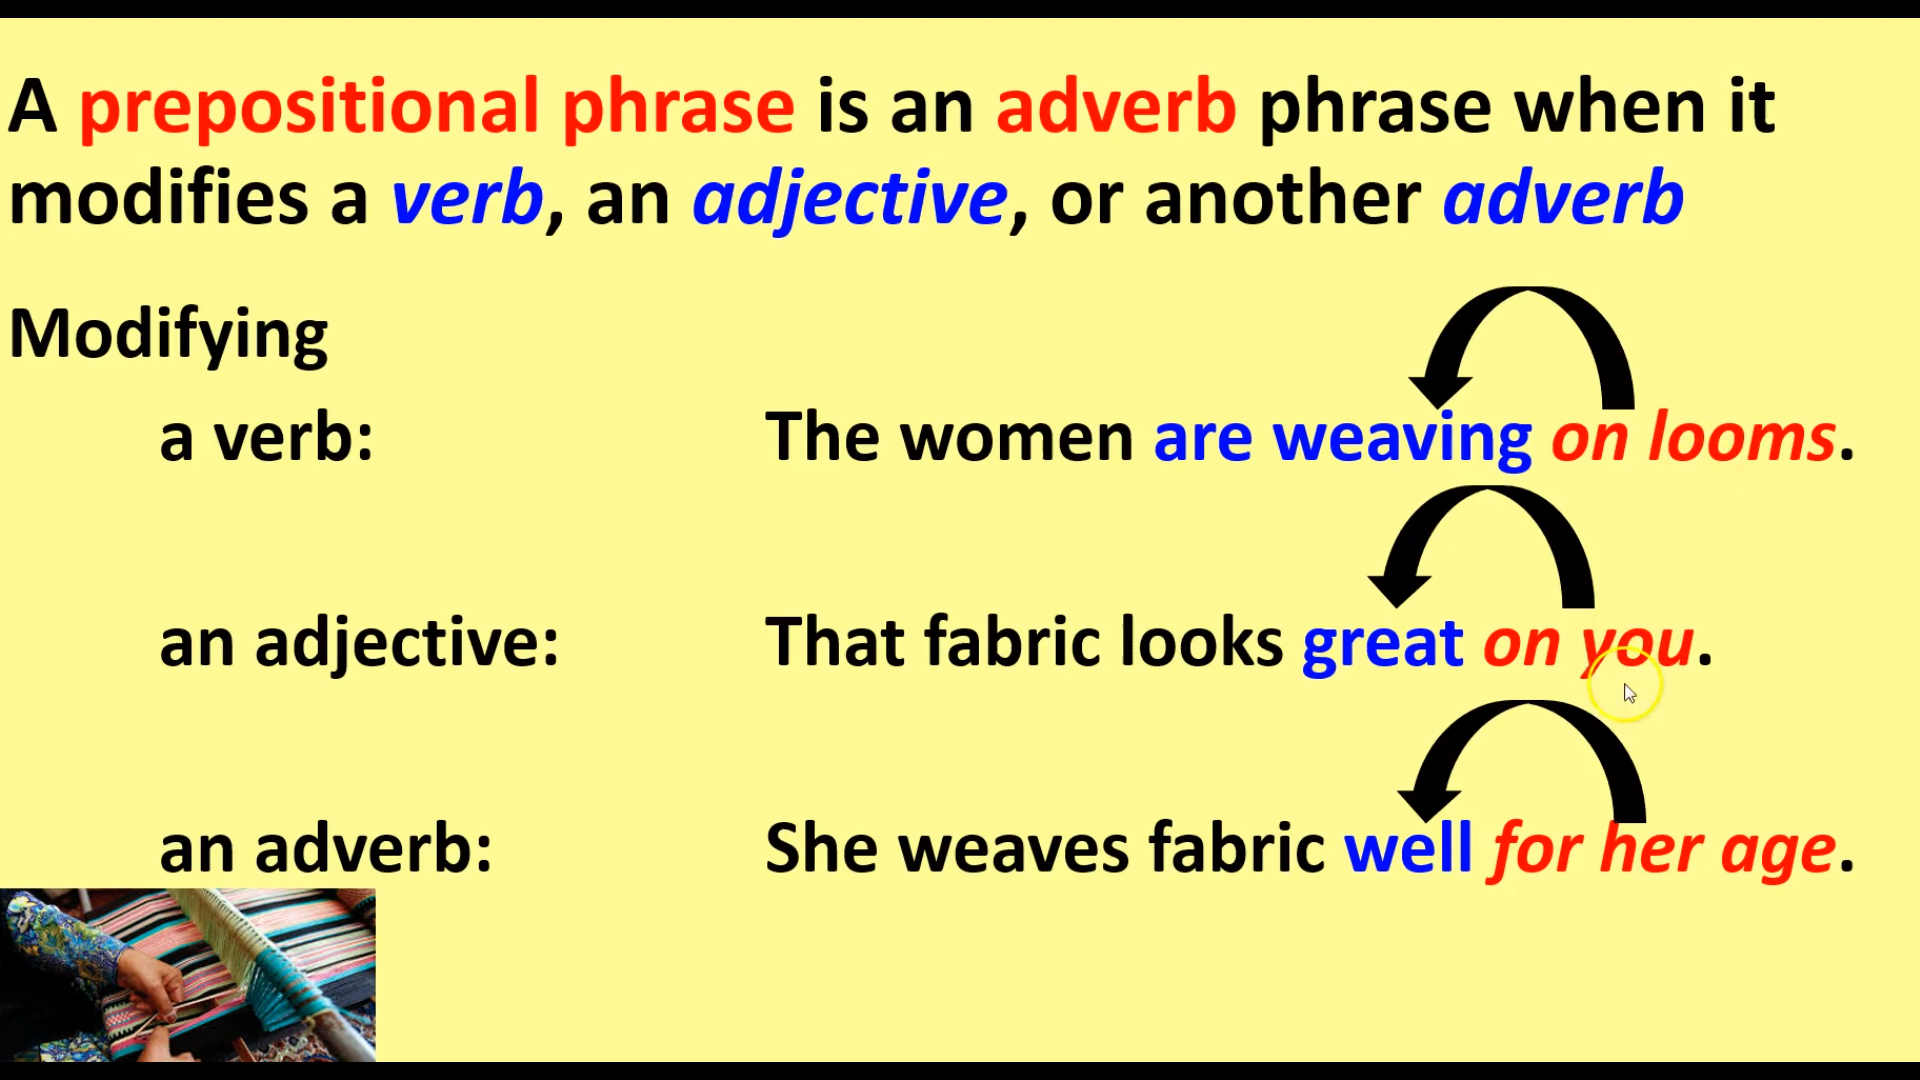 A prepositional phrase is an adverb phrase when it
modifies a verb, an adjective, or another adverb
Modifying
a verb: The women are weaving on looms.
an adjective: That fabric looks great on you.
an adverb: She weaves fabric well for her age.